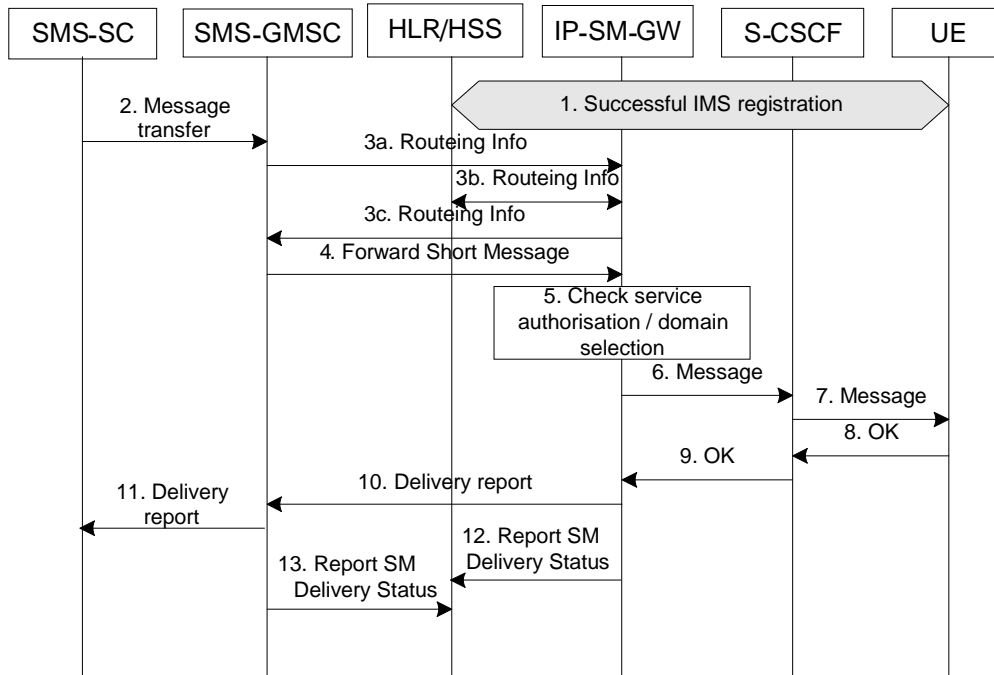 SMS-SC
SMS-GMSC
HLR/HSS
IP-SM-GW
S-CSCF
UE
1. Successful IMS registration
2. Message
transfer
3a. Routeing Info
3b. Routeing Info
3c. Routeing Info
4. Forward Short Message
5. Check service
authorisation / domain
selection
6. Message
7. Message
8. OK
9. OK
10. Delivery report
11. Delivery
report
12. Report SM
Delivery Status
13. Report SM
Delivery Status